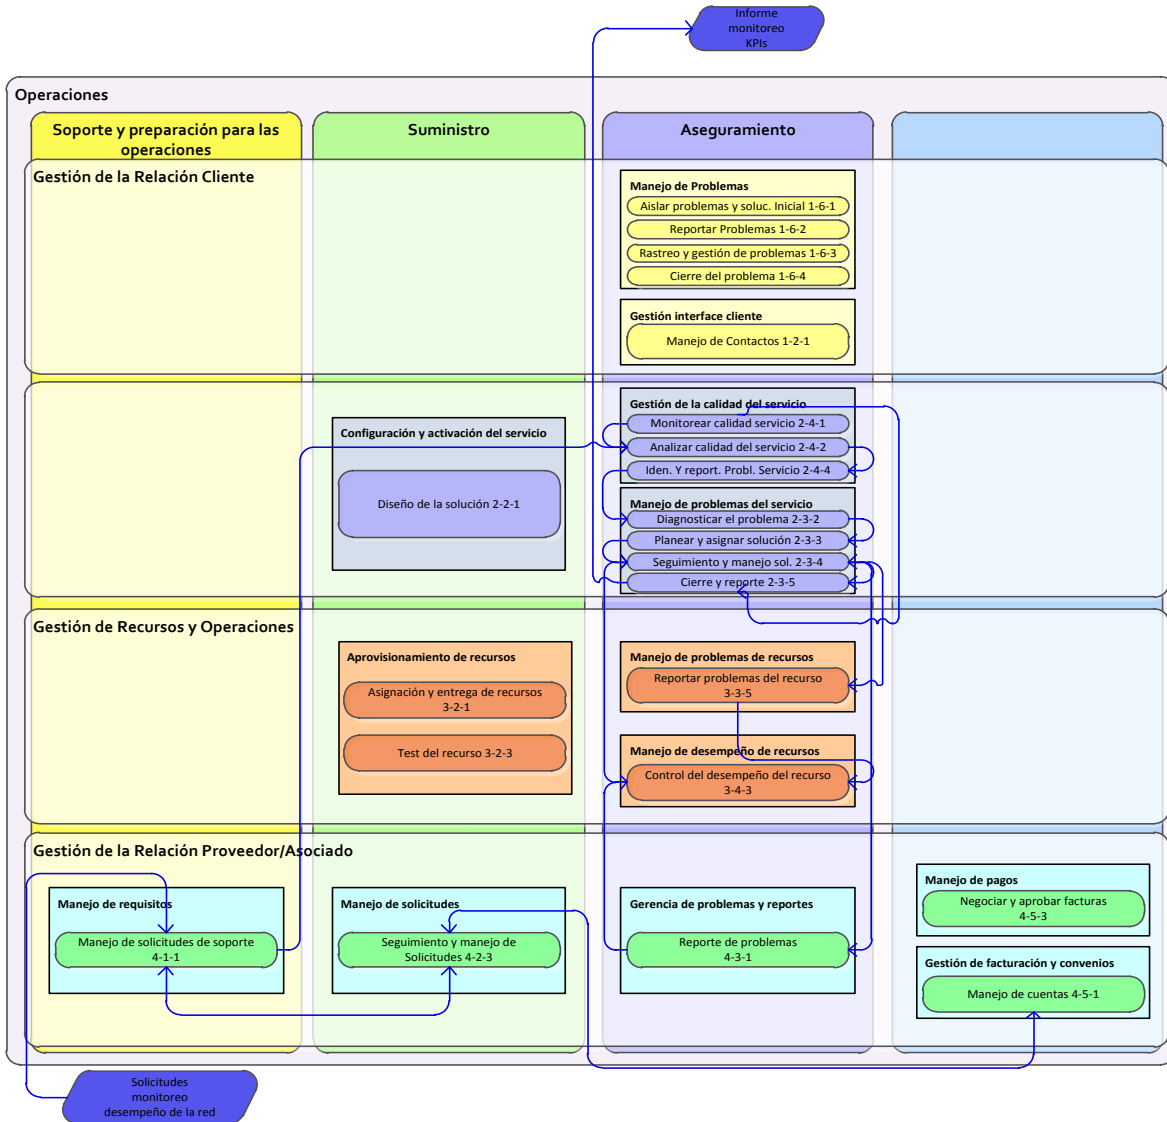 Informe
monitoreo
KPIs
Operaciones
Soporte y preparación para las
operaciones
Suministro
Aseguramiento
Gestión de la Relación Cliente
Manejo de Problemas
Aislar problemas y soluc. Inicial 1-6-1
Reportar Problemas 1-6-2
Rastreo y gestión de problemas 1-6-3
Cierre del problema 1-6-4
Gestión interface cliente
Manejo de Contactos 1-2-1
Configuración y activación del servicio
Diseño de la solución 2-2-1
Gestión de la calidad del servicio
Monitorear calidad servicio 2-4-1
Analizar calidad del servicio 2-4-2
Iden. Y report. Probl. Servicio 2-4-4
Manejo de problemas del servicio
Diagnosticar el problema 2-3-2
Planear y asignar solución 2-3-3
Seguimiento y manejo sol. 2-3-4
Cierre y reporte 2-3-5
Gestión de Recursos y Operaciones
Aprovisionamiento de recursos
Asignación y entrega de recursos
3-2-1
Test del recurso 3-2-3
Manejo de problemas de recursos
Reportar problemas del recurso
3-3-5
Manejo de desempeño de recursos
Control del desempeño del recurso
3-4-3
Gestión de la Relación Proveedor/Asociado
Manejo de requisitos
Manejo de solicitudes de soporte
4-1-1
Manejo de solicitudes
Seguimiento y manejo de
Solicitudes 4-2-3
Gerencia de problemas y reportes
Reporte de problemas
4-3-1
Manejo de pagos
Negociar y aprobar facturas
4-5-3
Gestión de facturación y convenios
Manejo de cuentas 4-5-1
Solicitudes
monitoreo
desempeño de la red